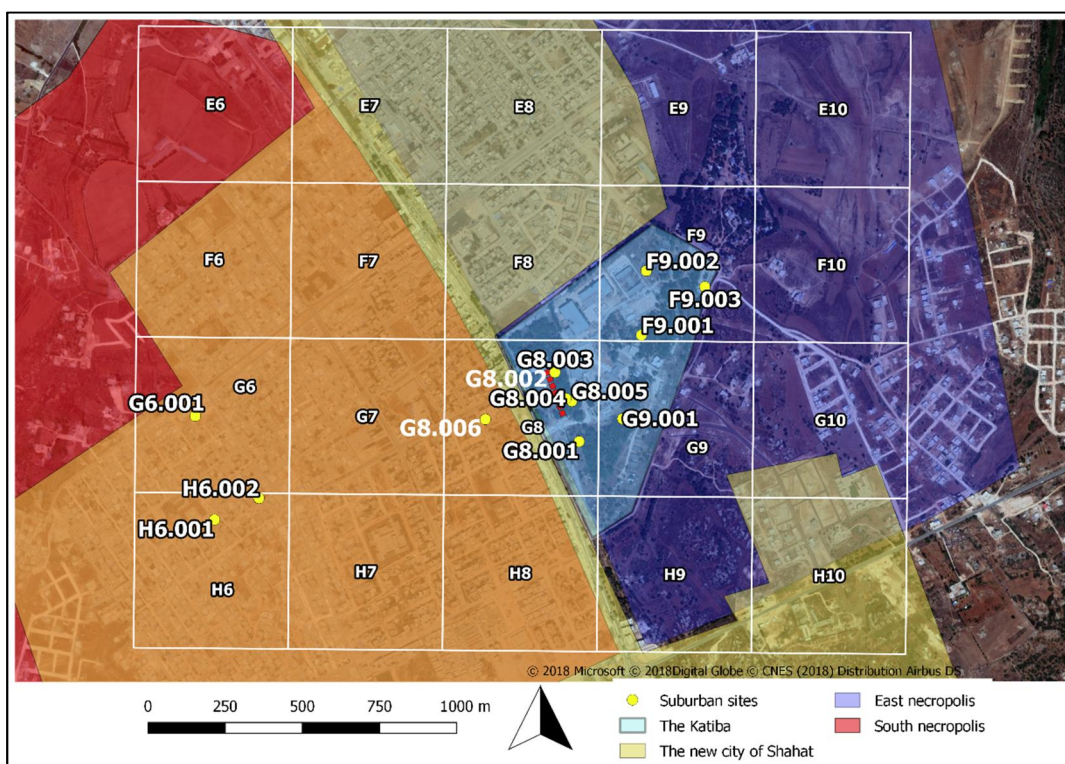 E6
E7
E8
E9
E10
F6
F7
F8
F9
F10
F9.002
F9.003
F9.001
G8.003
G8.002
G8.005
G8.004
G6
G6.001
G7
G8.006
G8
G9.001
G10
G8.001
G9
H6.002
H6.001
H6
H7
H8
H9
H10
© 2018 Microsoft © 2018Digital Globe © CNES (2018) Distribution Airbus DS
0 250 500 750 1000 m
Suburban sites
The Katiba
The new city of Shahat
East necropolis
South necropolis